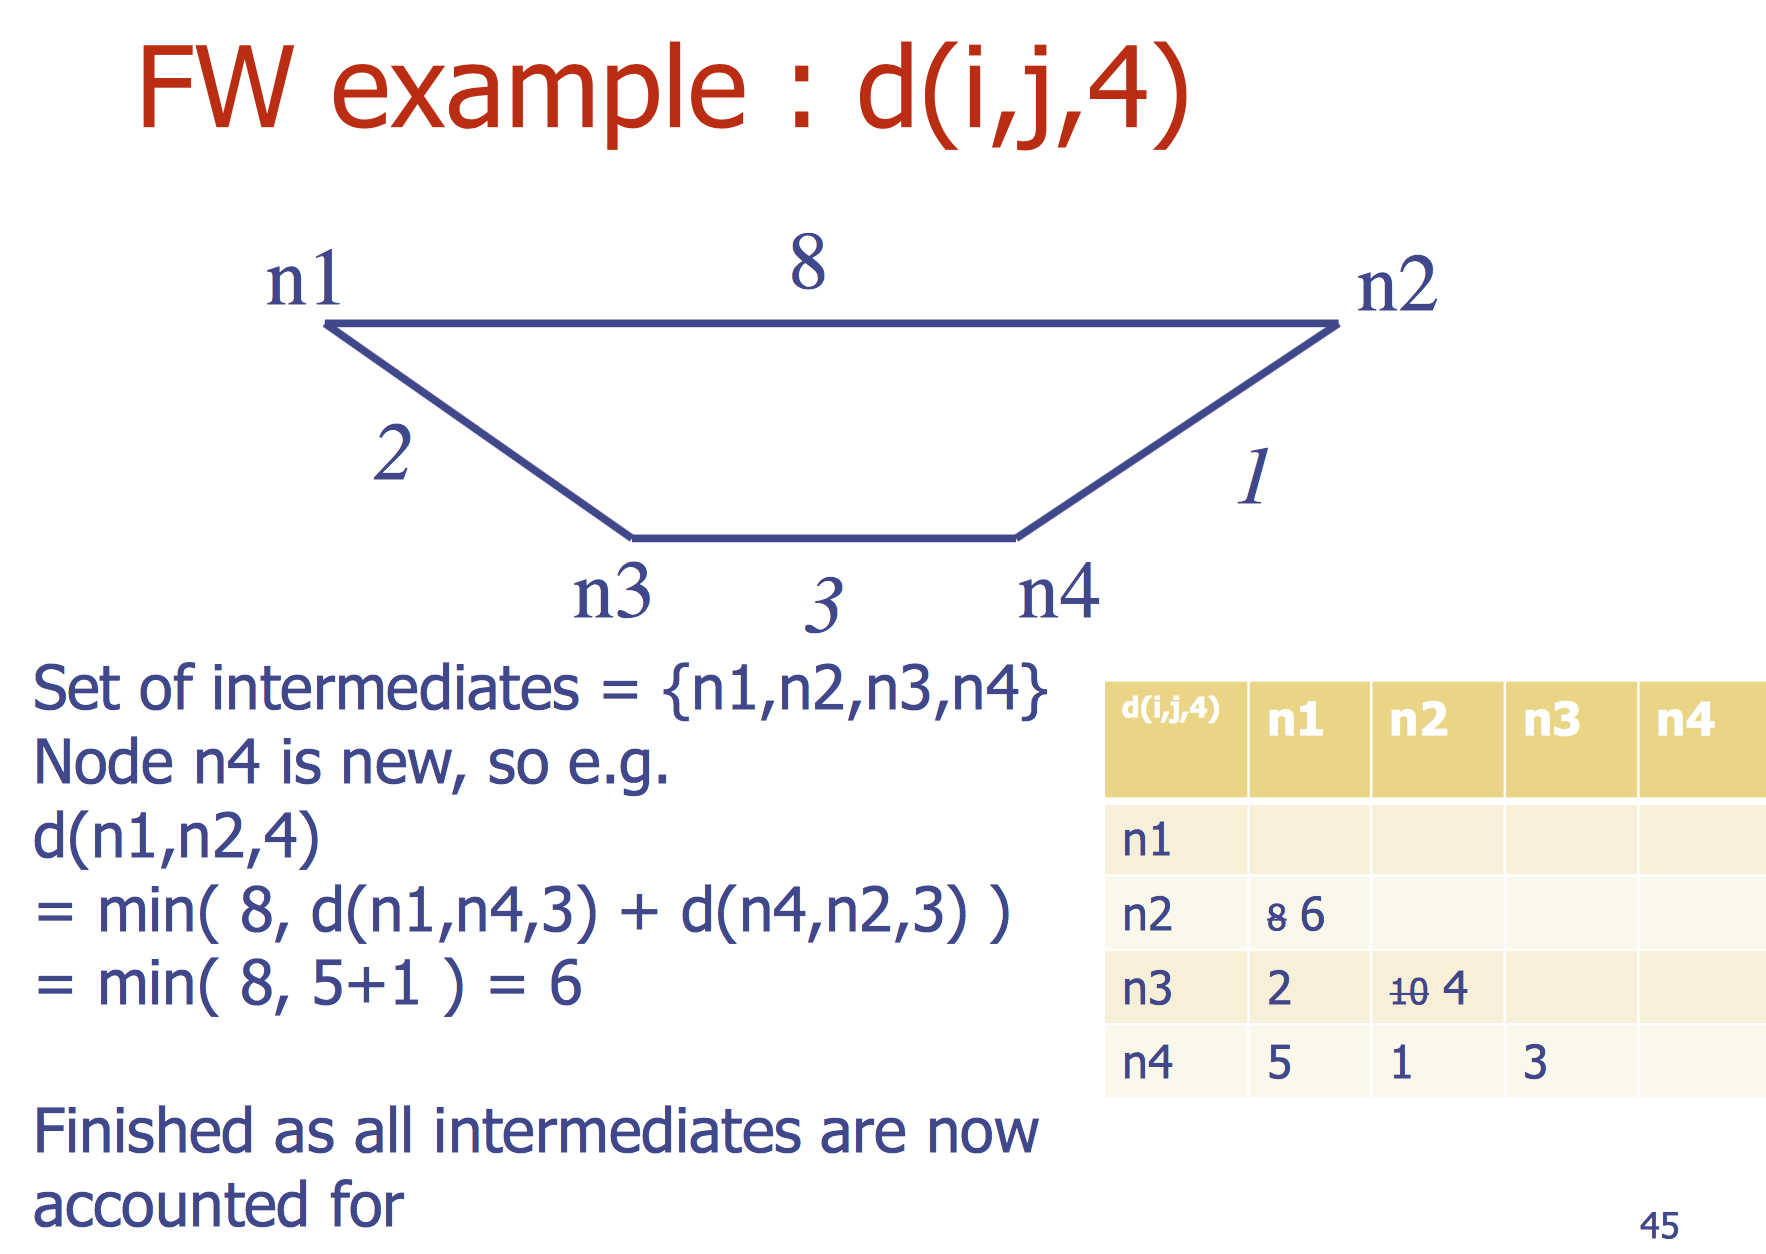 FW example : d(i,j,4)
8
n1
n2
2
1
n3
3
n4
Set of intermediates = {n1,n2,n3,n4}
Node n4 is new, so e.g.
d(n1,n2,4)
= min( 8, d(n1,n4,3) + d(n4,n2,3) )
= min( 8, 5+1 ) = 6
Finished as all intermediates are now
accounted for
d(i,j,4) n1 n2 n3 n4
n1
n2 8 6
n3 2 10 4
n4 5 1 3
45